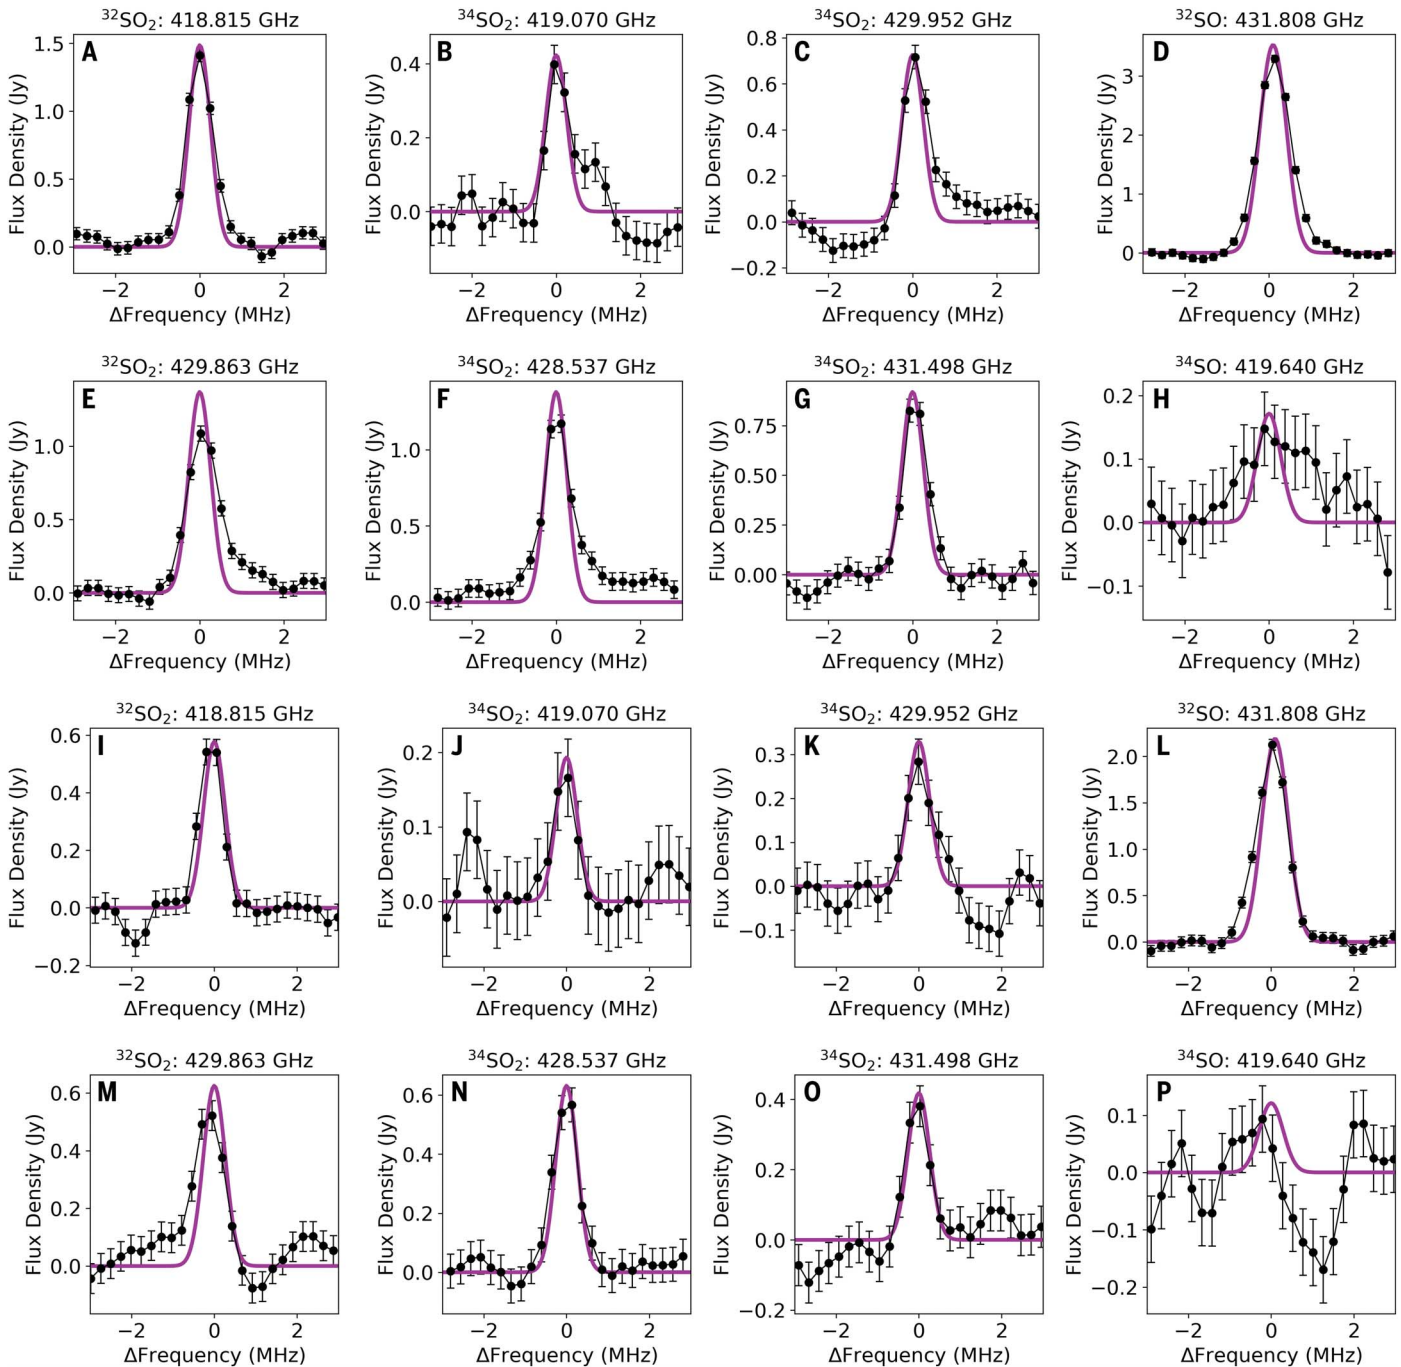 ³²SO₂: 418.815 GHz
A
Flux Density (Jy)
1.5
1.0
0.5
0.0
−2 0 2
ΔFrequency (MHz)
³⁴SO₂: 419.070 GHz
B
Flux Density (Jy)
0.4
0.2
0.0
−2 0 2
ΔFrequency (MHz)
³⁴SO₂: 429.952 GHz
C
Flux Density (Jy)
0.8
0.6
0.4
0.2
0.0
−0.2
−2 0 2
ΔFrequency (MHz)
³²SO: 431.808 GHz
D
Flux Density (Jy)
3
2
1
0
−2 0 2
ΔFrequency (MHz)
³²SO₂: 429.863 GHz
E
Flux Density (Jy)
1.0
0.5
0.0
−2 0 2
ΔFrequency (MHz)
³⁴SO₂: 428.537 GHz
F
Flux Density (Jy)
1.0
0.5
0.0
−2 0 2
ΔFrequency (MHz)
³⁴SO₂: 431.498 GHz
G
Flux Density (Jy)
0.75
0.50
0.25
0.00
−2 0 2
ΔFrequency (MHz)
³⁴SO: 419.640 GHz
H
Flux Density (Jy)
0.2
0.1
0.0
−0.1
−2 0 2
ΔFrequency (MHz)
³²SO₂: 418.815 GHz
I
Flux Density (Jy)
0.6
0.4
0.2
0.0
−0.2
−2 0 2
ΔFrequency (MHz)
³⁴SO₂: 419.070 GHz
J
Flux Density (Jy)
0.2
0.1
0.0
−2 0 2
ΔFrequency (MHz)
³⁴SO₂: 429.952 GHz
K
Flux Density (Jy)
0.3
0.2
0.1
0.0
−0.1
−2 0 2
ΔFrequency (MHz)
³²SO: 431.808 GHz
L
Flux Density (Jy)
2.0
1.5
1.0
0.5
0.0
−2 0 2
ΔFrequency (MHz)
³²SO₂: 429.863 GHz
M
Flux Density (Jy)
0.6
0.4
0.2
0.0
−2 0 2
ΔFrequency (MHz)
³⁴SO₂: 428.537 GHz
N
Flux Density (Jy)
0.6
0.4
0.2
0.0
−2 0 2
ΔFrequency (MHz)
³⁴SO₂: 431.498 GHz
O
Flux Density (Jy)
0.4
0.2
0.0
−0.2
−2 0 2
ΔFrequency (MHz)
³⁴SO: 419.640 GHz
P
Flux Density (Jy)
0.1
0.0
−0.1
−0.2
−2 0 2
ΔFrequency (MHz)